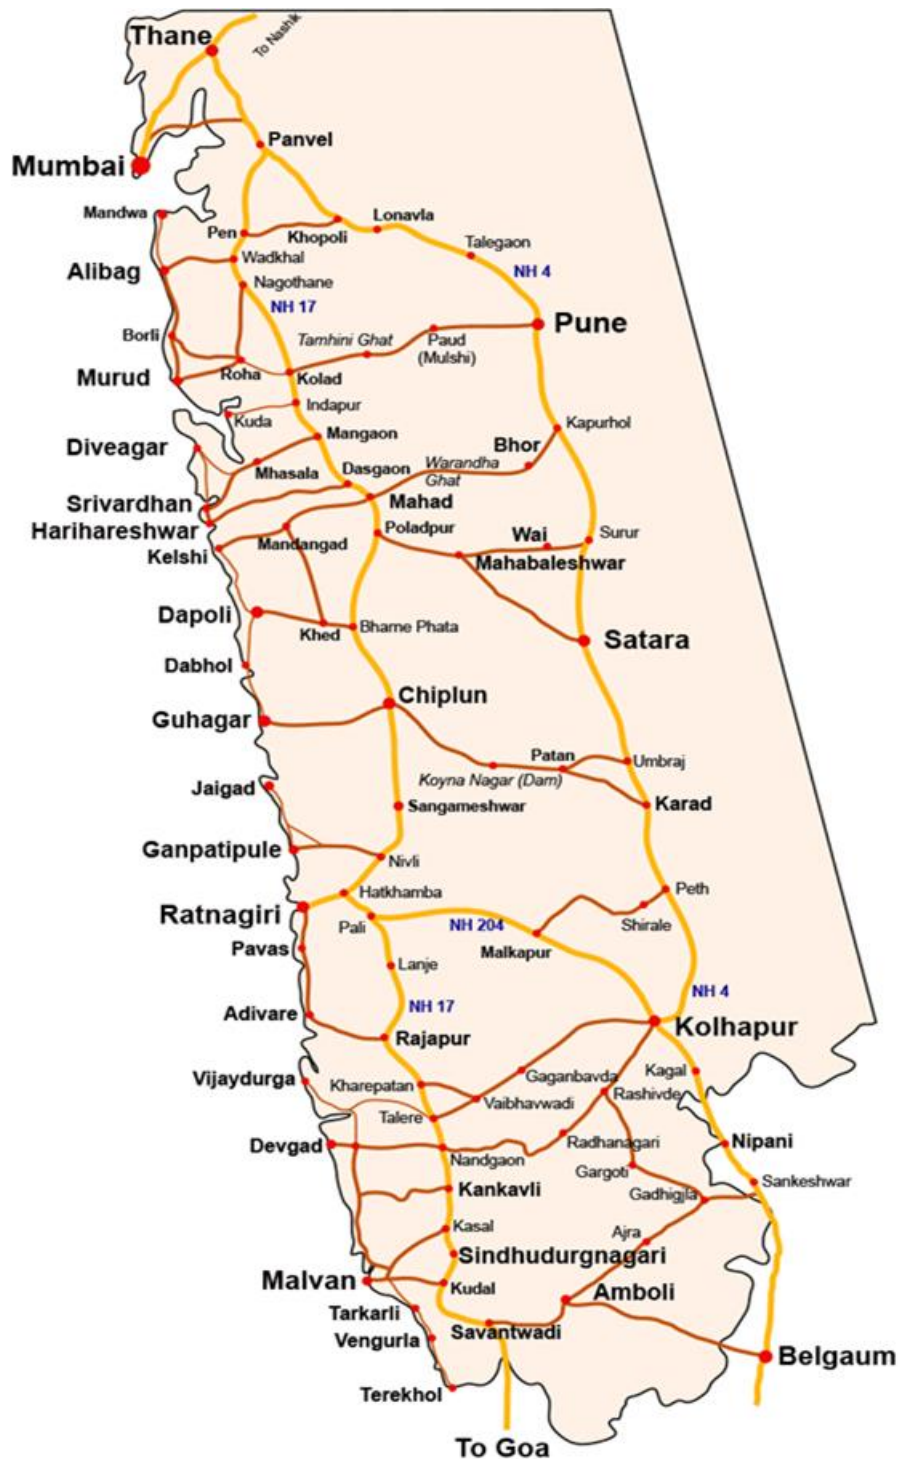 Thane
To Nashik
Panvel
Mumbai
Mandwa
Pen
Khopoli
Lonavla
Talegaon
Wadkhal
Alibag
Nagothane
NH 4
NH 17
Pune
Borli
Tamhini Ghat
Paud
(Mulshi)
Murud
Roha
Kolad
Indapur
Kuda
Kapurhol
Mangaon
Diveagar
Bhor
Mhasala
Dasgaon
Warandha
Ghat
Srivardhan
Mahad
Harihareshwar
Poladpur
Wai
Surur
Kelshi
Mandangad
Mahabaleshwar
Dapoli
Khed
Bharne Phata
Satara
Dabhol
Chiplun
Guhagar
Patan
Umbraj
Koyna Nagar (Dam)
Jaigad
Sangameshwar
Karad
Ganpatipule
Nivli
Hatkhamba
Peth
Ratnagiri
Pali
NH 204
Shirale
Pavas
Malkapur
Lanje
NH 4
Adivare
NH 17
Rajapur
Kolhapur
Vijaydurga
Kharepatan
Gaganbavda
Kagal
Vaibhavwadi
Rashivde
Talere
Devgad
Radhanagari
Nipani
Nandgaon
Gargoti
Sankeshwar
Kankavli
Gadhigjla
Kasal
Ajra
Sindhudurgnagari
Malvan
Kudal
Amboli
Tarkarli
Savantwadi
Vengurla
Belgaum
Terekhol
To Goa